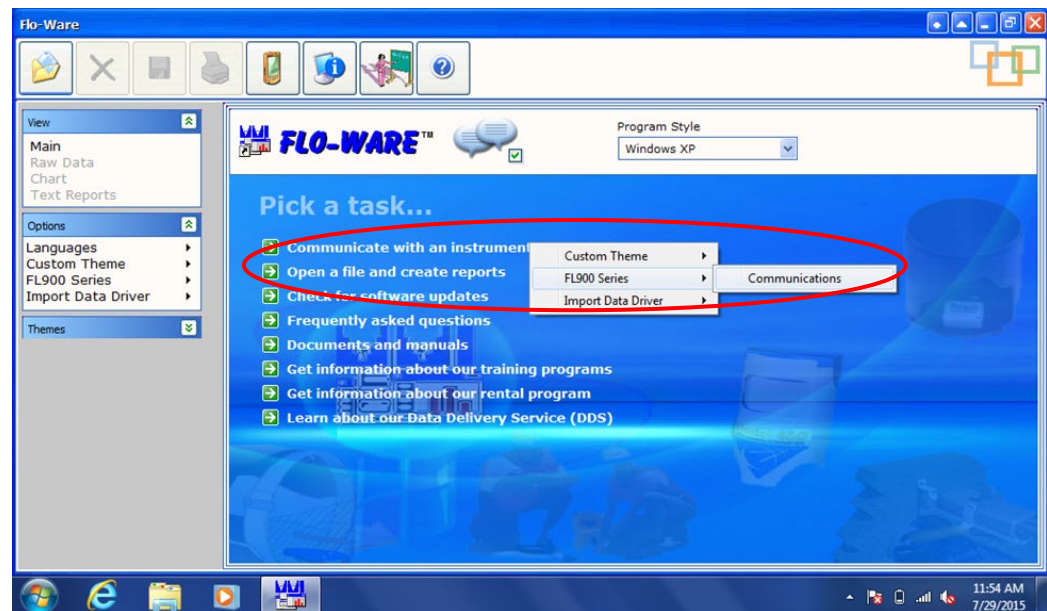 Flo-Ware
View
Main
Raw Data
Chart
Text Reports
Options
Languages
Custom Theme
FL900 Series
Import Data Driver
Themes
FLO-WARE™
Program Style
Windows XP
Pick a task...
Communicate with an instrument
Open a file and create reports
Check for software updates
Frequently asked questions
Documents and manuals
Get information about our training programs
Get information about our rental program
Learn about our Data Delivery Service (DDS)
Custom Theme
FL900 Series
Import Data Driver
Communications
11:54 AM
7/29/2015